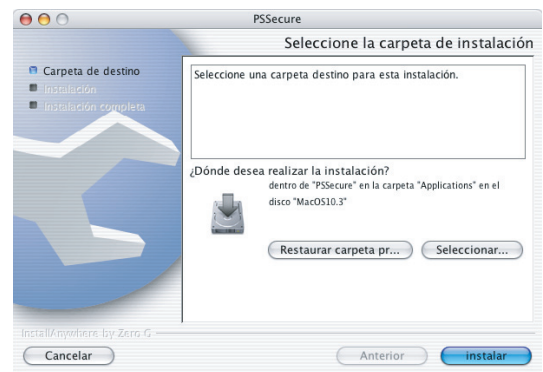 PSSecure
Seleccione la carpeta de instalación
Carpeta de destino
Instalación
Instalación completa
Seleccione una carpeta destino para esta instalación.
¿Dónde desea realizar la instalación?
dentro de "PSSecure" en la carpeta "Applications" en el
disco "MacOS10.3"
Restaurar carpeta pr...
Seleccionar...
InstallAnywhere by Zero G
Cancelar
Anterior
instalar